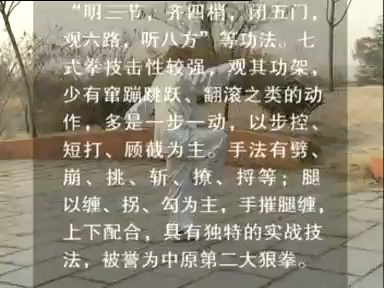 “明三节，齐四梢，闭五门，
观六路，听八方”等功法。七
式拳技击性较强，观其功架，
少有窜蹦跳跃、翻滚之类的动
作，多是一步一动，以步控、
短打、顾截为主。手法有劈、
崩、挑、斩、撩、捋等；腿
以缠、拐、勾为主，手摧腿缠，
上下配合，具有独特的实战技
法，被誉为中原第二大狠拳。